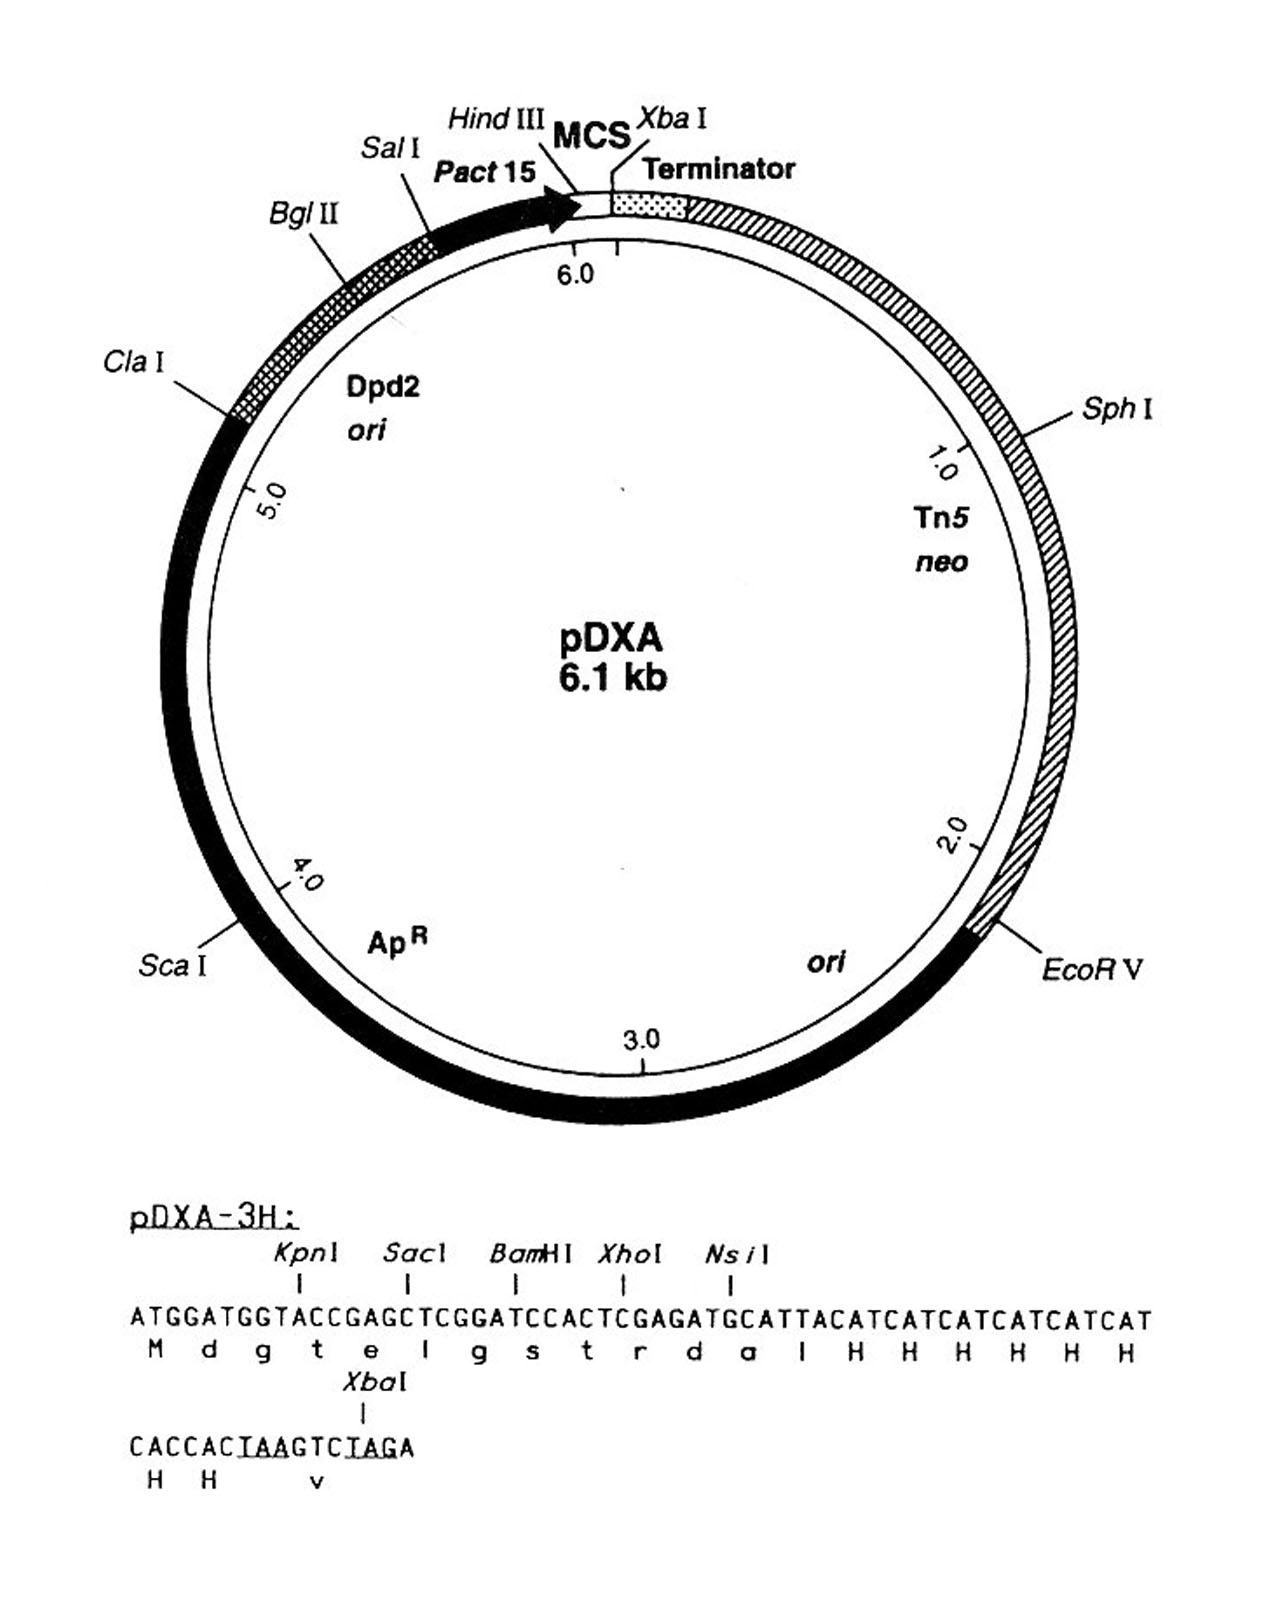 Hind III MCS Xba I
Sal I Pact 15 Terminator
Bgl II
6.0
Cla I
Dpd2
ori
Sph I
1.0
5.0
Tn5
neo
pDXA
6.1 kb
2.0
4.0
Ap R
ori
Sca I
EcoR V
3.0
pDXA-3H:
KpnI SacI BamHI XhoI NsiI
ATGGATGGTACCGAGCTCGGATCCACTCGAGATGCATTACATCATCATCATCATCAT
M d g t e l g s t r d a l H H H H H H
XbaI
CACCACTAAGTCTAGA
H H v